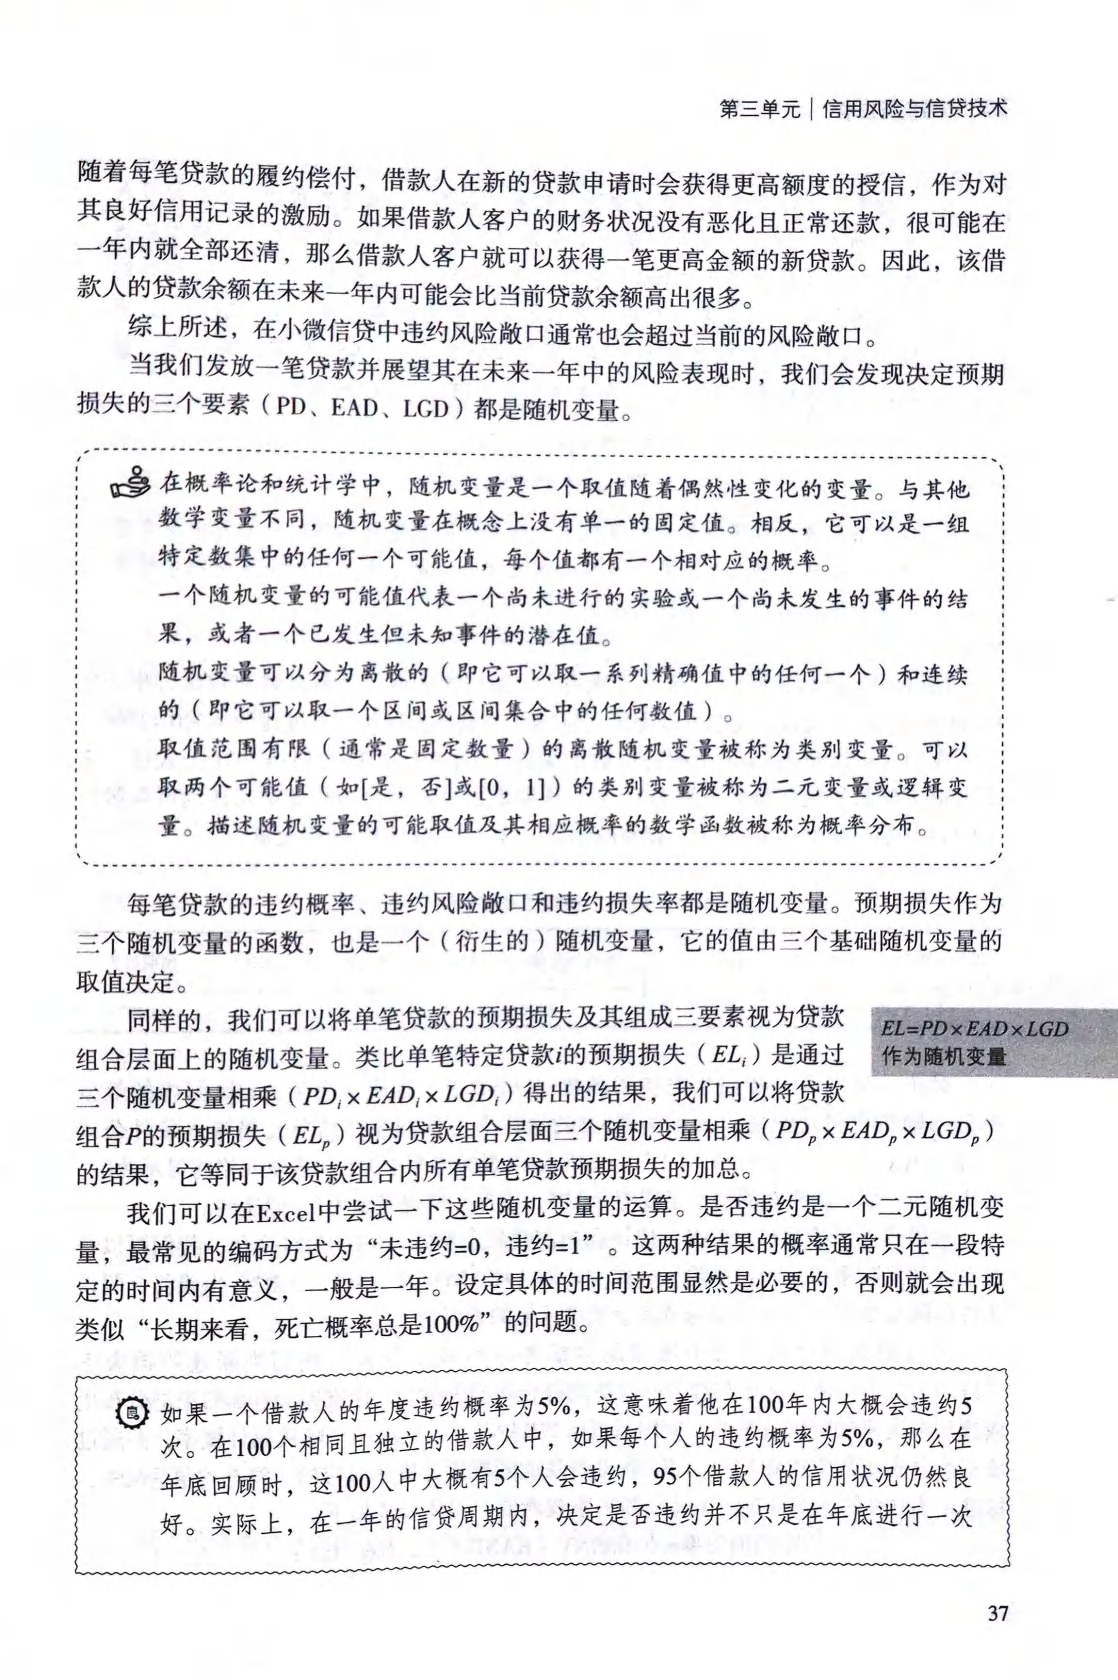 第三单元 | 信用风险与信贷技术
随着每笔贷款的履约偿付，借款人在新的贷款申请时会获得更高额度的授信，作为对
其良好信用记录的激励。如果借款人客户的财务状况没有恶化且正常还款，很可能在
一年内就全部还清，那么借款人客户就可以获得一笔更高金额的新贷款。因此，该借
款人的贷款余额在未来一年内可能会比当前贷款余额高出很多。
综上所述，在小微信贷中违约风险敞口通常也会超过当前的风险敞口。
当我们发放一笔贷款并展望其在未来一年中的风险表现时，我们会发现决定预期
损失的三个要素（PD、EAD、LGD）都是随机变量。
在概率论和统计学中，随机变量是一个取值随着偶然性变化的变量。与其他
数学变量不同，随机变量在概念上没有单一的固定值。相反，它可以是一组
特定数集中的任何一个可能值，每个值都有一个相对应的概率。
一个随机变量的可能值代表一个尚未进行的实验或一个尚未发生的事件的结
果，或者一个已发生但未知事件的潜在值。
随机变量可以分为离散的（即它可以取一系列精确值中的任何一个）和连续
的（即它可以取一个区间或区间集合中的任何数值）。
取值范围有限（通常是固定数量）的离散随机变量被称为类别变量。可以
取两个可能值（如[是，否]或[0，1]）的类别变量被称为二元变量或逻辑变
量。描述随机变量的可能取值及其相应概率的数学函数被称为概率分布。
每笔贷款的违约概率、违约风险敞口和违约损失率都是随机变量。预期损失作为
三个随机变量的函数，也是一个（衍生的）随机变量，它的值由三个基础随机变量的
取值决定。
同样的，我们可以将单笔贷款的预期损失及其组成三要素视为贷款
组合层面上的随机变量。类比单笔特定贷款i的预期损失（ELᵢ）是通过
三个随机变量相乘（PDᵢ×EADᵢ×LGDᵢ）得出的结果，我们可以将贷款
组合P的预期损失（ELₚ）视为贷款组合层面三个随机变量相乘（PDₚ×EADₚ×LGDₚ）
的结果，它等同于该贷款组合内所有单笔贷款预期损失的加总。
EL=PD×EAD×LGD
作为随机变量
我们可以在Excel中尝试一下这些随机变量的运算。是否违约是一个二元随机变
量，最常见的编码方式为“未违约=0，违约=1”。这两种结果的概率通常只在一段特
定的时间内有意义，一般是一年。设定具体的时间范围显然是必要的，否则就会出现
类似“长期来看，死亡概率总是100%”的问题。
如果一个借款人的年度违约概率为5%，这意味着他在100年内大概会违约5
次。在100个相同且独立的借款人中，如果每个人的违约概率为5%，那么在
年底回顾时，这100人中大概有5个人会违约，95个借款人的信用状况仍然良
好。实际上，在一年的信贷周期内，决定是否违约并不只是在年底进行一次
37